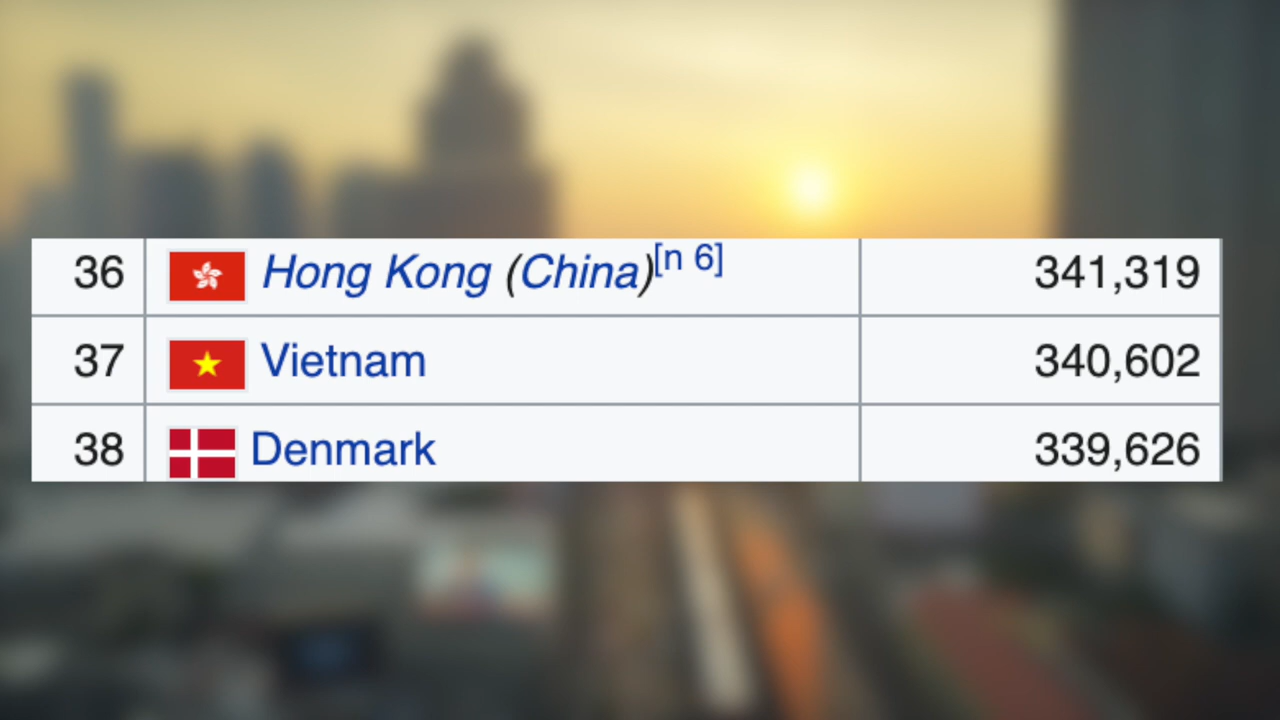 36 Hong Kong (China)[n 6] 341,319
37 Vietnam 340,602
38 Denmark 339,626